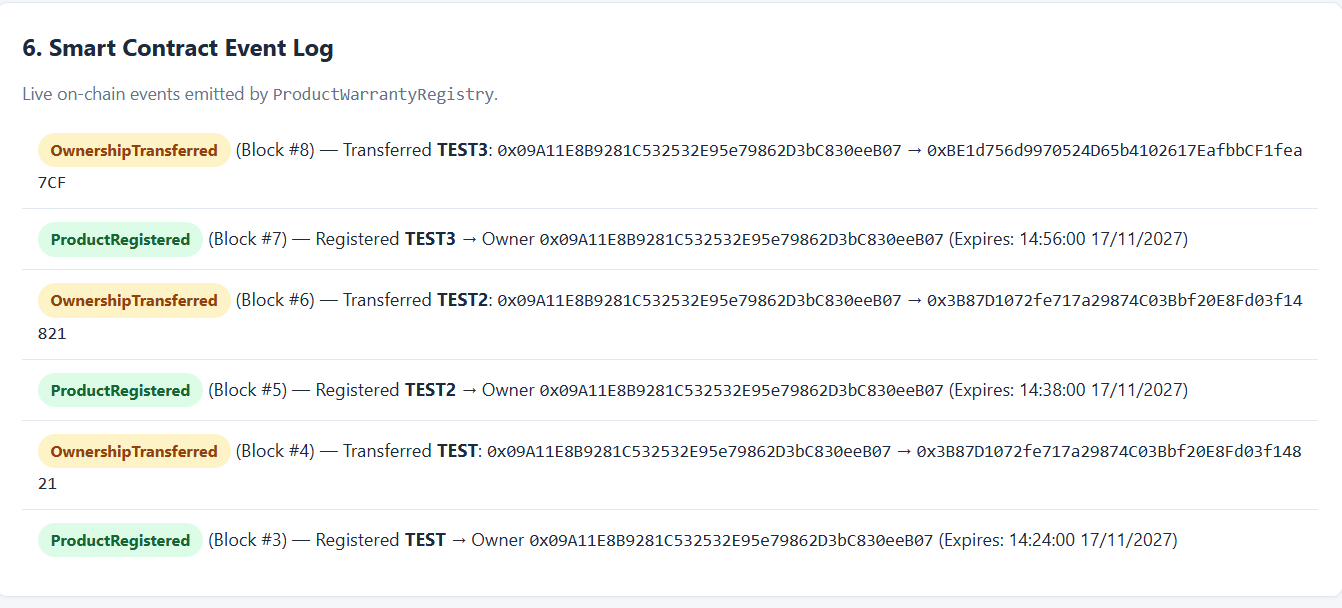 6. Smart Contract Event Log
Live on-chain events emitted by ProductWarrantyRegistry.
OwnershipTransferred (Block #8) — Transferred TEST3: 0x09A11E8B9281C532532E95e79862D3bC830eeB07 → 0xBE1d756d9970524D65b4102617EafbbCF1fea
7CF
ProductRegistered (Block #7) — Registered TEST3 → Owner 0x09A11E8B9281C532532E95e79862D3bC830eeB07 (Expires: 14:56:00 17/11/2027)
OwnershipTransferred (Block #6) — Transferred TEST2: 0x09A11E8B9281C532532E95e79862D3bC830eeB07 → 0x3B87D1072fe717a29874C03Bbf20E8Fd03f14
821
ProductRegistered (Block #5) — Registered TEST2 → Owner 0x09A11E8B9281C532532E95e79862D3bC830eeB07 (Expires: 14:38:00 17/11/2027)
OwnershipTransferred (Block #4) — Transferred TEST: 0x09A11E8B9281C532532E95e79862D3bC830eeB07 → 0x3B87D1072fe717a29874C03Bbf20E8Fd03f148
21
ProductRegistered (Block #3) — Registered TEST → Owner 0x09A11E8B9281C532532E95e79862D3bC830eeB07 (Expires: 14:24:00 17/11/2027)